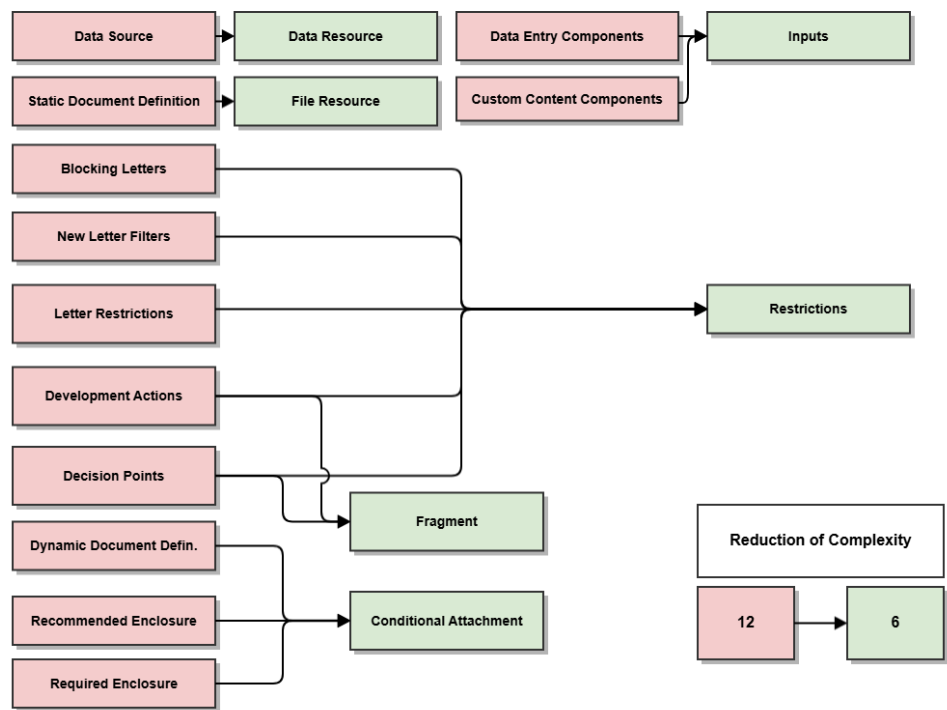 Data Source
Data Resource
Data Entry Components
Inputs
Static Document Definition
File Resource
Custom Content Components
Blocking Letters
New Letter Filters
Letter Restrictions
Restrictions
Development Actions
Decision Points
Fragment
Dynamic Document Defin.
Recommended Enclosure
Conditional Attachment
Required Enclosure
Reduction of Complexity
12
6